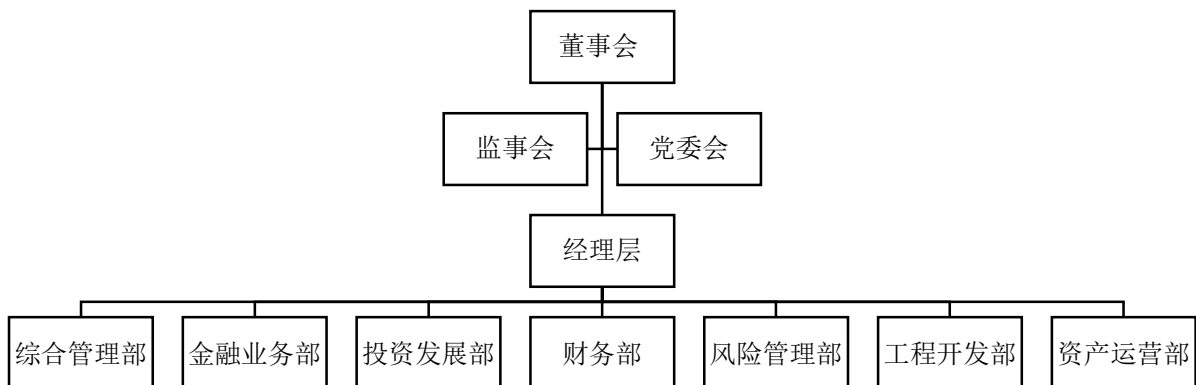 董事会
监事会
党委会
经理层
综合管理部
金融业务部
投资发展部
财务部
风险管理部
工程开发部
资产运营部